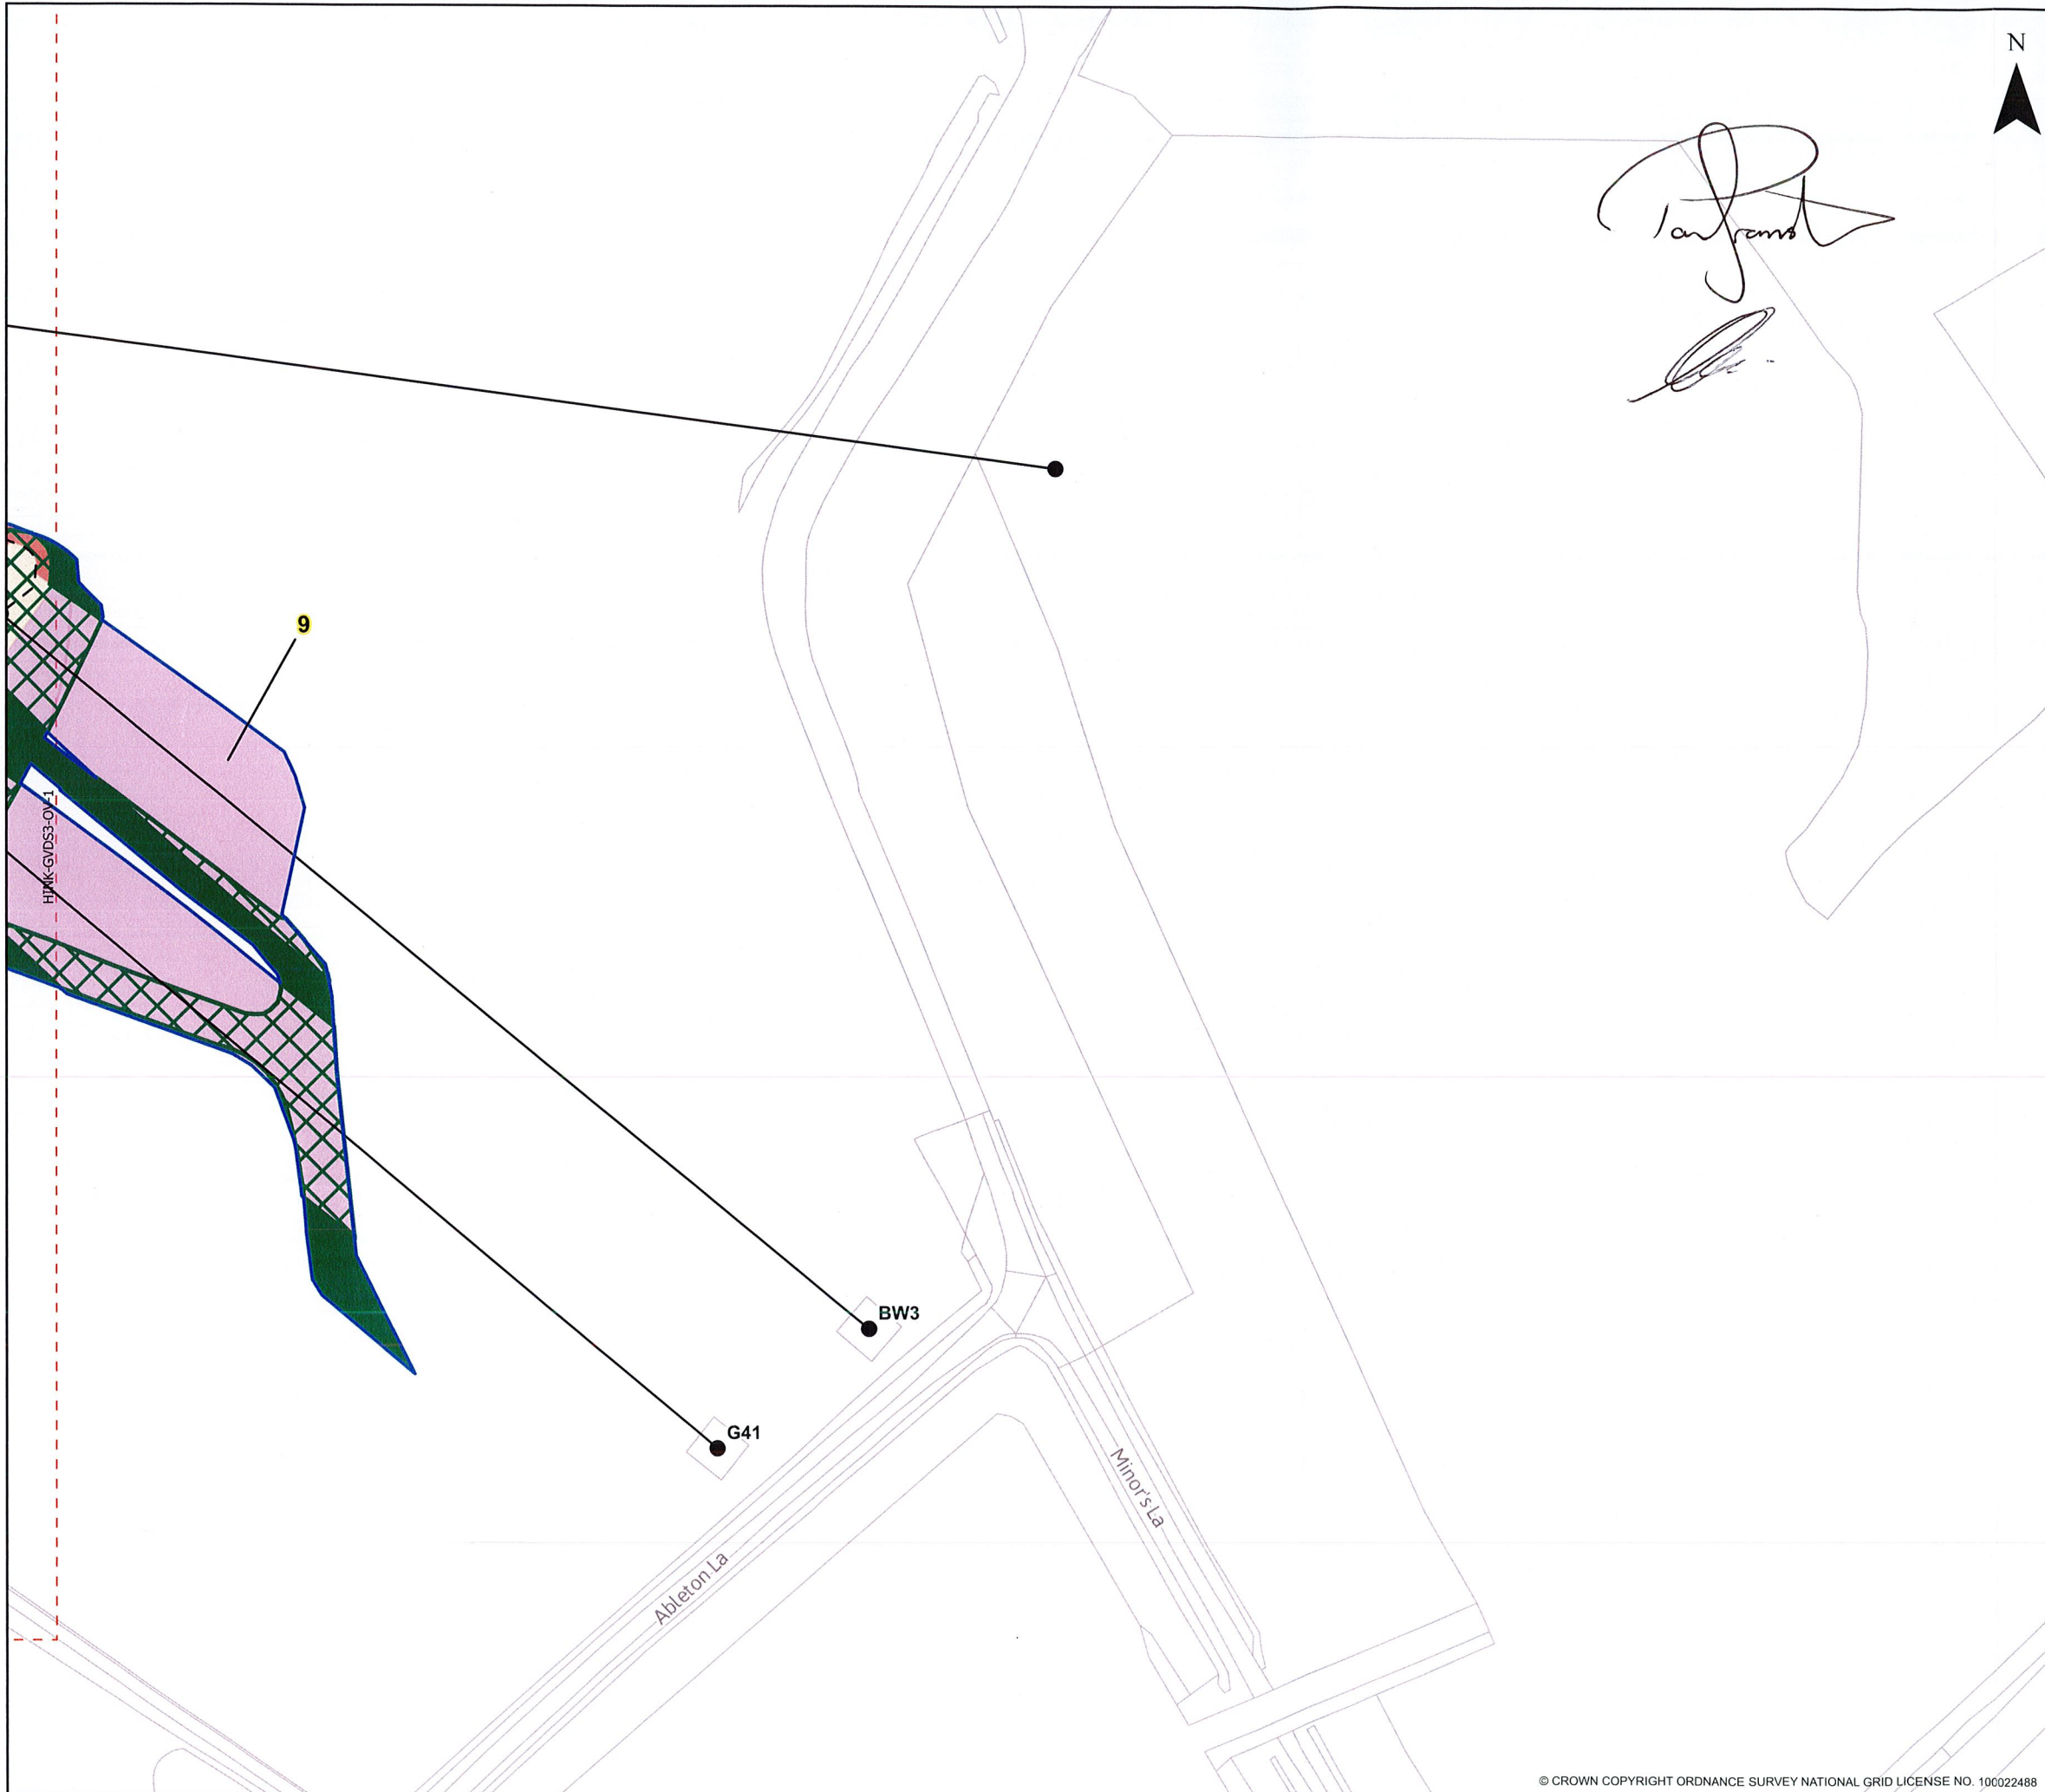 N
9
HINK-GVDS3-OV-1
BW3
G41
Minor's La
Ableton La
© CROWN COPYRIGHT ORDNANCE SURVEY NATIONAL GRID LICENSE NO. 100022488